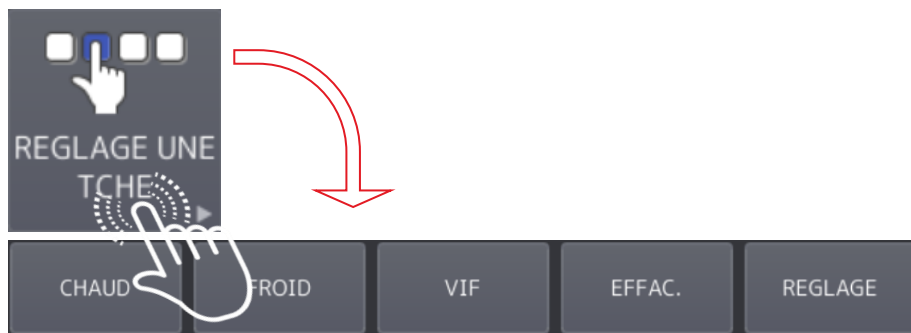 REGLAGE UNE
TCHE
CHAUD FROID VIF EFFAC. REGLAGE